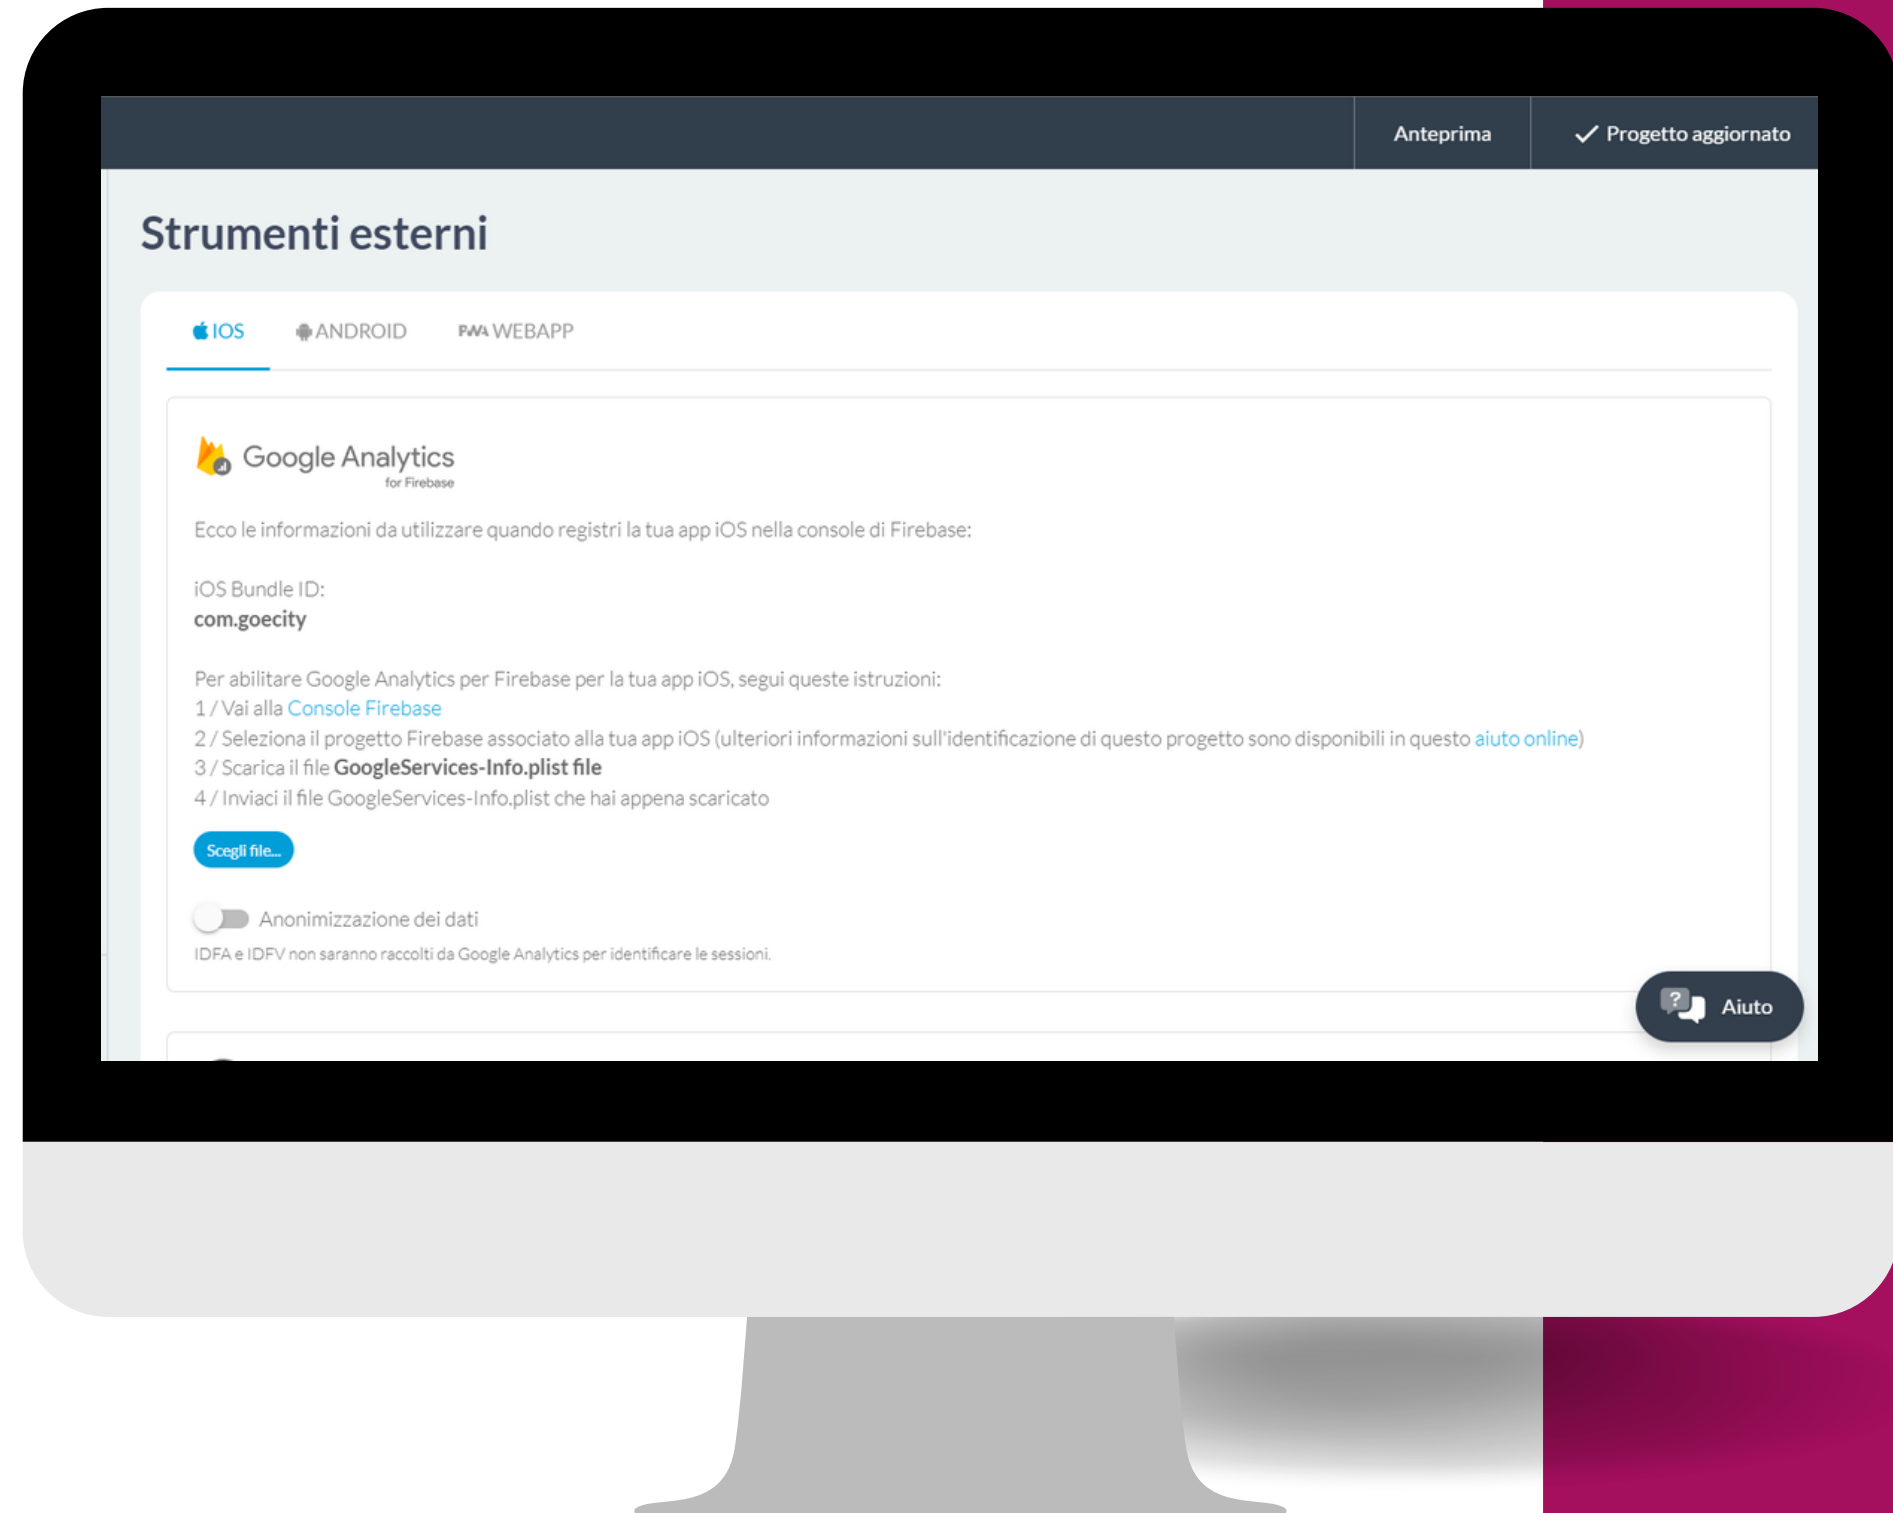 Anteprima
Progetto aggiornato
Strumenti esterni
IOS
ANDROID
PWA WEBAPP
Google Analytics
for Firebase
Ecco le informazioni da utilizzare quando registri la tua app iOS nella console di Firebase:
iOS Bundle ID:
com.goecity
Per abilitare Google Analytics per Firebase per la tua app iOS, segui queste istruzioni:
1 / Vai alla Console Firebase
2 / Seleziona il progetto Firebase associato alla tua app iOS (ulteriori informazioni sull'identificazione di questo progetto sono disponibili in questo aiuto online)
3 / Scarica il file GoogleServices-Info.plist file
4 / Inviaci il file GoogleServices-Info.plist che hai appena scaricato
Scegli file...
Anonimizzazione dei dati
IDFA e IDFV non saranno raccolti da Google Analytics per identificare le sessioni.
? Aiuto